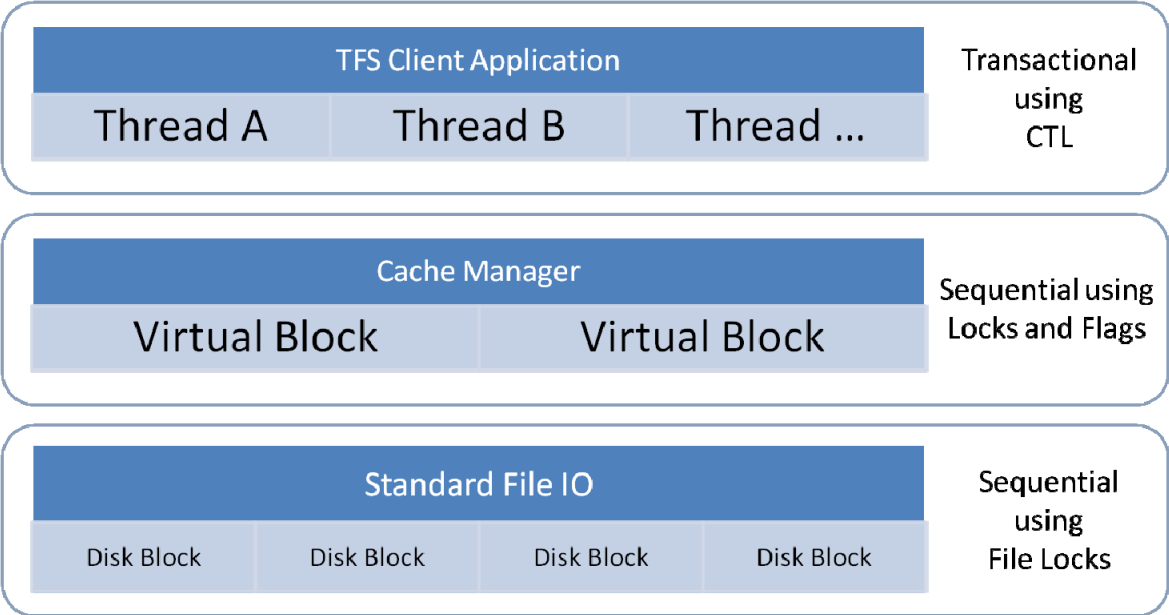 TFS Client Application
Thread A Thread B Thread ...
Transactional
using
CTL
Cache Manager
Virtual Block Virtual Block
Sequential using
Locks and Flags
Standard File IO
Disk Block Disk Block Disk Block Disk Block
Sequential
using
File Locks